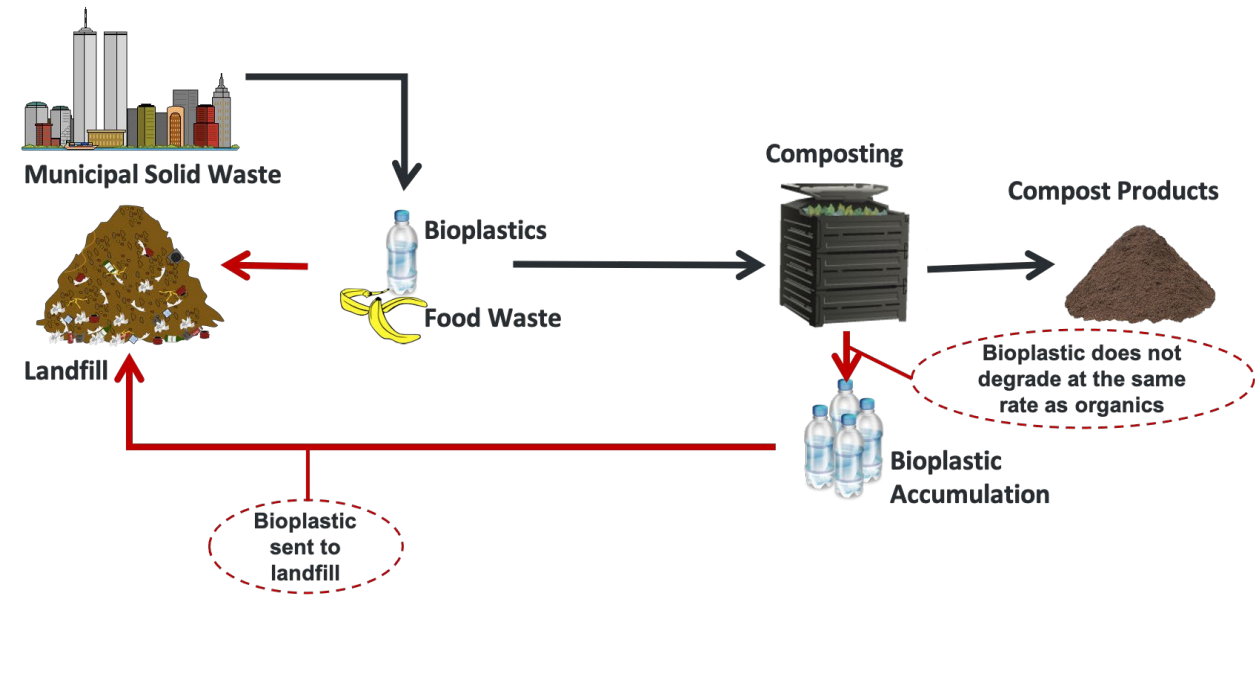 Municipal Solid Waste
Bioplastics
Food Waste
Landfill
Composting
Compost Products
Bioplastic does not
degrade at the same
rate as organics
Bioplastic
Accumulation
Bioplastic
sent to
landfill